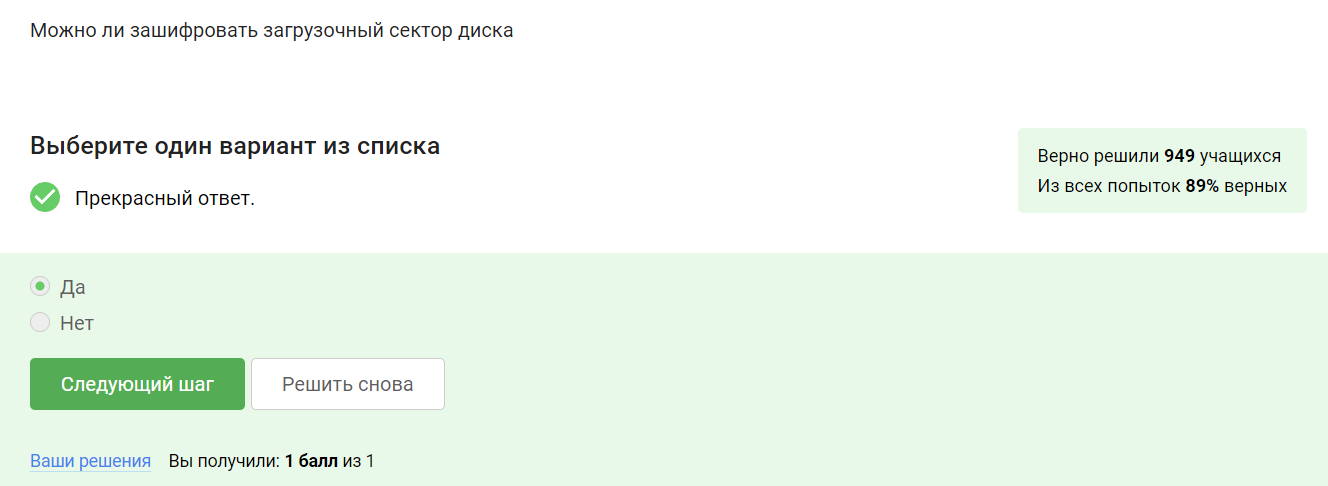 Можно ли зашифровать загрузочный сектор диска
Выберите один вариант из списка
Прекрасный ответ.
Верно решили 949 учащихся
Из всех попыток 89% верных
Да
Нет
Следующий шаг
Решить снова
Ваши решения Вы получили: 1 балл из 1